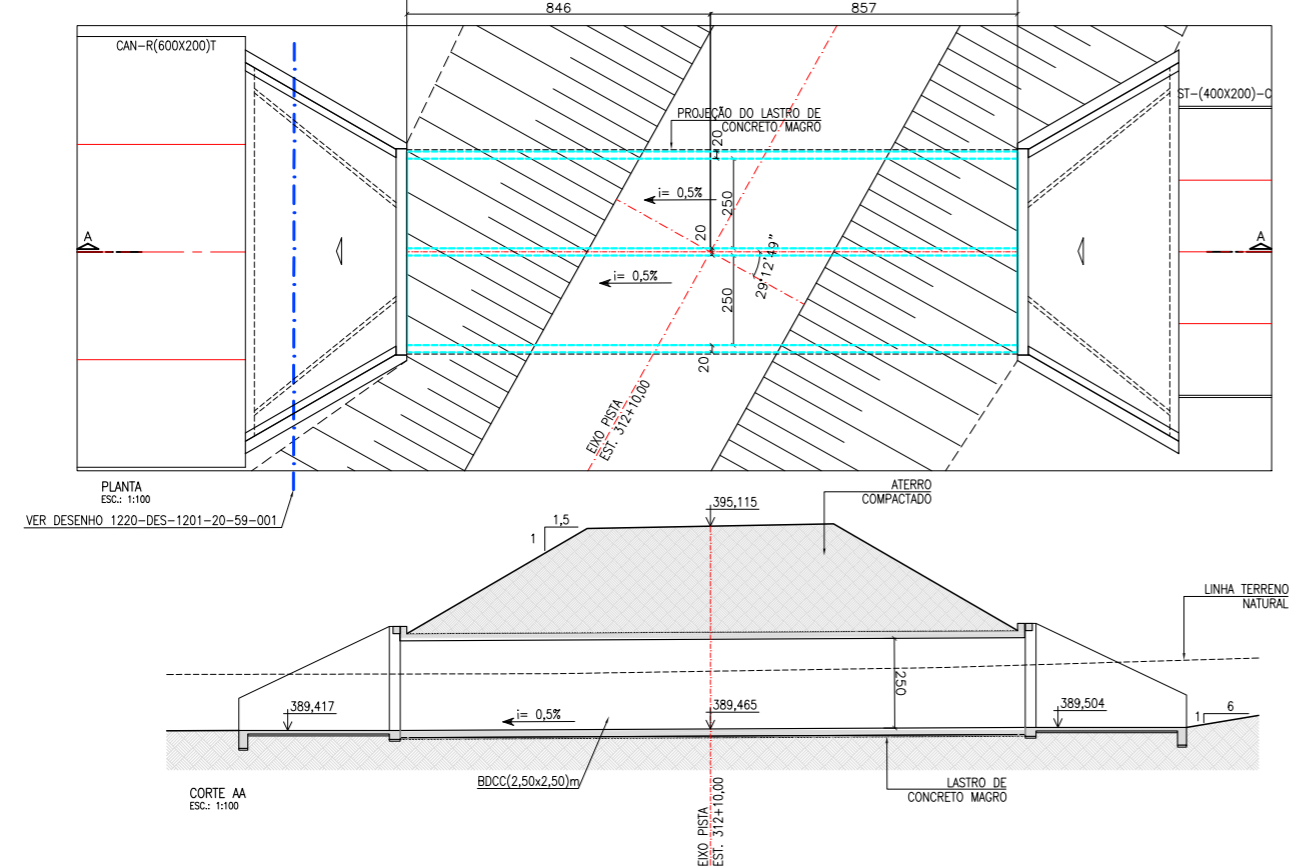 846
857
CAN-R(600X200)T
ST-(400X200)-C
PROJEÇÃO DO LASTRO DE
CONCRETO MAGRO
20
i= 0,5%
250
A
20
A
29°12'49"
i= 0,5%
250
20
EIXO PISTA
EST. 312+10,00
PLANTA
ESC.: 1:100
VER DESENHO 1220-DES-1201-20-59-001
ATERRO
COMPACTADO
395,115
1,5
1
LINHA TERRENO
NATURAL
250
389,417
i= 0,5%
389,465
389,504
1
6
BDCC(2,50x2,50)m
LASTRO DE
CONCRETO MAGRO
CORTE AA
ESC.: 1:100
EIXO PISTA
EST. 312+10,00